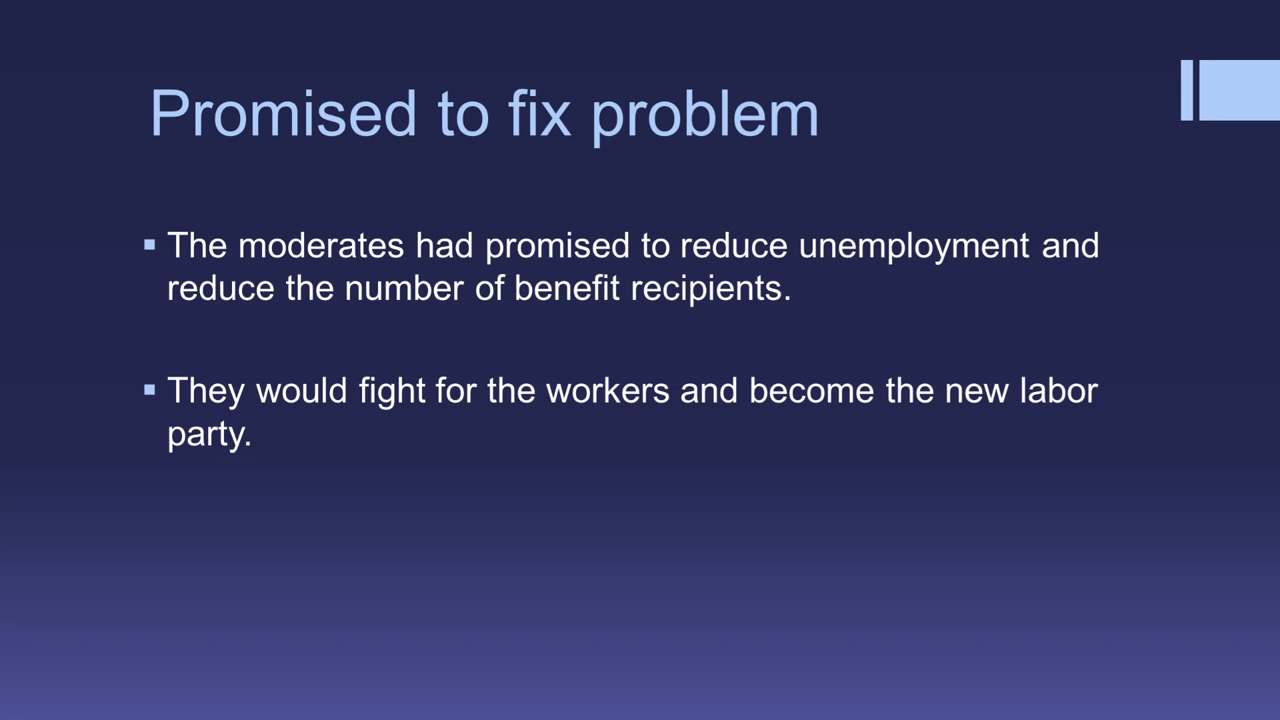 Promised to fix problem
The moderates had promised to reduce unemployment and
reduce the number of benefit recipients.
They would fight for the workers and become the new labor
party.